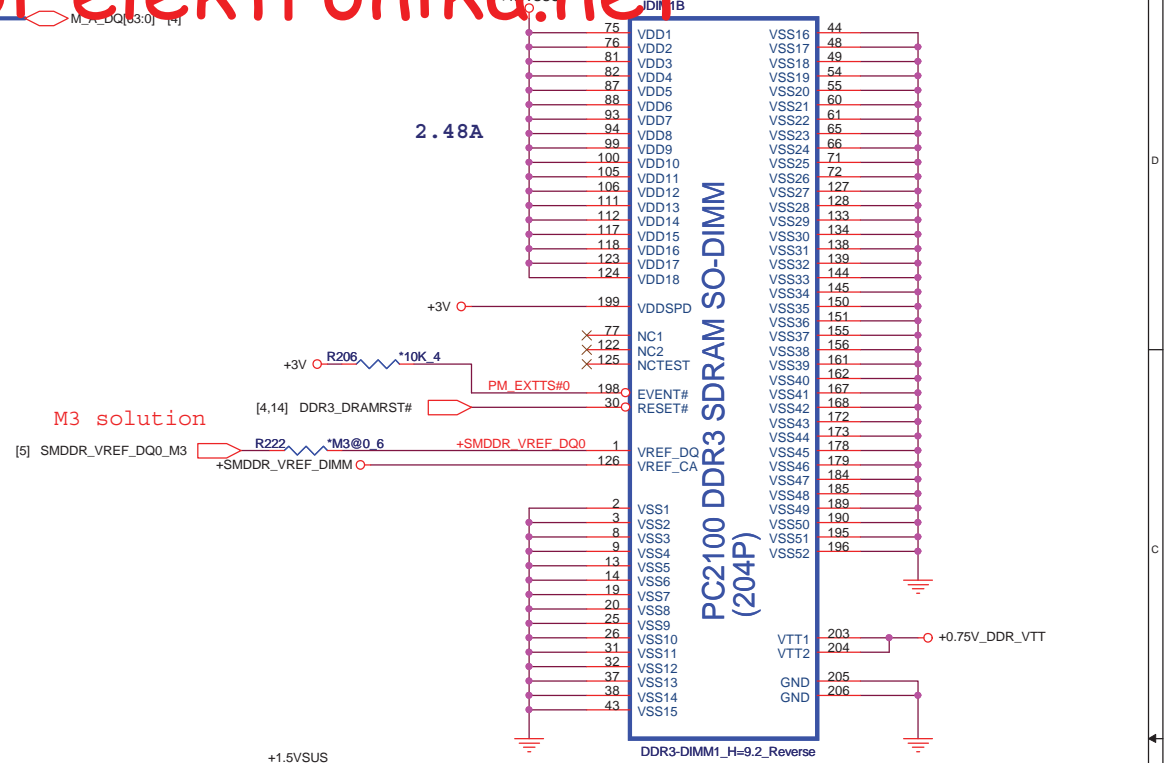 elektronika.net
M_A_DQ[63:0] [4]
JDIM1B
75 VDD1
76 VDD2
81 VDD3
82 VDD4
87 VDD5
88 VDD6
93 VDD7
94 VDD8
99 VDD9
100 VDD10
105 VDD11
106 VDD12
111 VDD13
112 VDD14
117 VDD15
118 VDD16
123 VDD17
124 VDD18
2.48A
+3V 199 VDDSPD
77 NC1
122 NC2
125 NCTEST
+3V R206 *10K_4 PM_EXTTS#0 198 EVENT#
[4,14] DDR3_DRAMRST# 30 RESET#
M3 solution
[5] SMDDR_VREF_DQ0_M3 R222 *M3@0_6 +SMDDR_VREF_DQ0 1 VREF_DQ
+SMDDR_VREF_DIMM 126 VREF_CA
2 VSS1
3 VSS2
8 VSS3
9 VSS4
13 VSS5
14 VSS6
19 VSS7
20 VSS8
25 VSS9
26 VSS10
31 VSS11
32 VSS12
37 VSS13
38 VSS14
43 VSS15
PC2100 DDR3 SDRAM SO-DIMM
(204P)
VSS16 44
VSS17 48
VSS18 49
VSS19 54
VSS20 55
VSS21 60
VSS22 61
VSS23 65
VSS24 66
VSS25 71
VSS26 72
VSS27 127
VSS28 128
VSS29 133
VSS30 134
VSS31 138
VSS32 139
VSS33 144
VSS34 145
VSS35 150
VSS36 151
VSS37 155
VSS38 156
VSS39 161
VSS40 162
VSS41 167
VSS42 168
VSS43 172
VSS44 173
VSS45 178
VSS46 179
VSS47 184
VSS48 185
VSS49 189
VSS50 190
VSS51 195
VSS52 196
VTT1 203 +0.75V_DDR_VTT
VTT2 204
GND 205
GND 206
DDR3-DIMM1_H=9.2_Reverse
+1.5VSUS
D
C